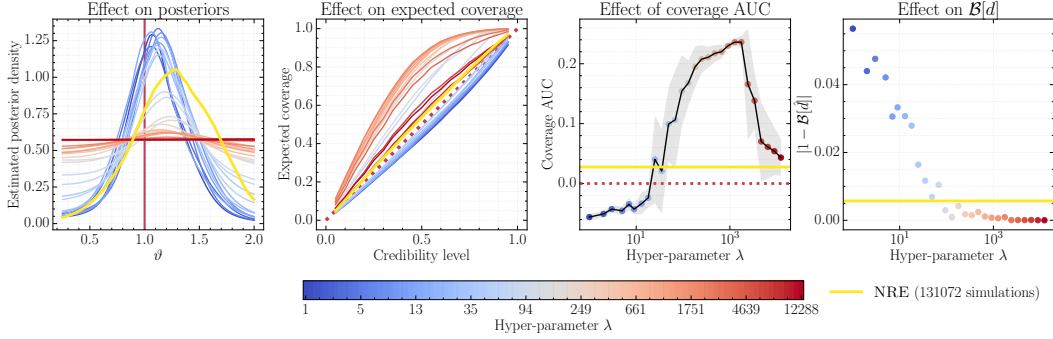 Effect on posteriors
Estimated posterior density
0.00
0.25
0.50
0.75
1.00
1.25
0.5
1.0
1.5
2.0
ϑ
Effect on expected coverage
Expected coverage
0.0
0.2
0.4
0.6
0.8
1.0
0.0
0.5
1.0
Credibility level
Effect of coverage AUC
Coverage AUC
0.0
0.1
0.2
10¹
10³
Hyper-parameter λ
Effect on ℬ[d]
|1 − ℬ[d̂]|
0.00
0.02
0.04
10¹
10³
Hyper-parameter λ
1 5 13 35 94 249 661 1751 4639 12288
Hyper-parameter λ
NRE (131072 simulations)